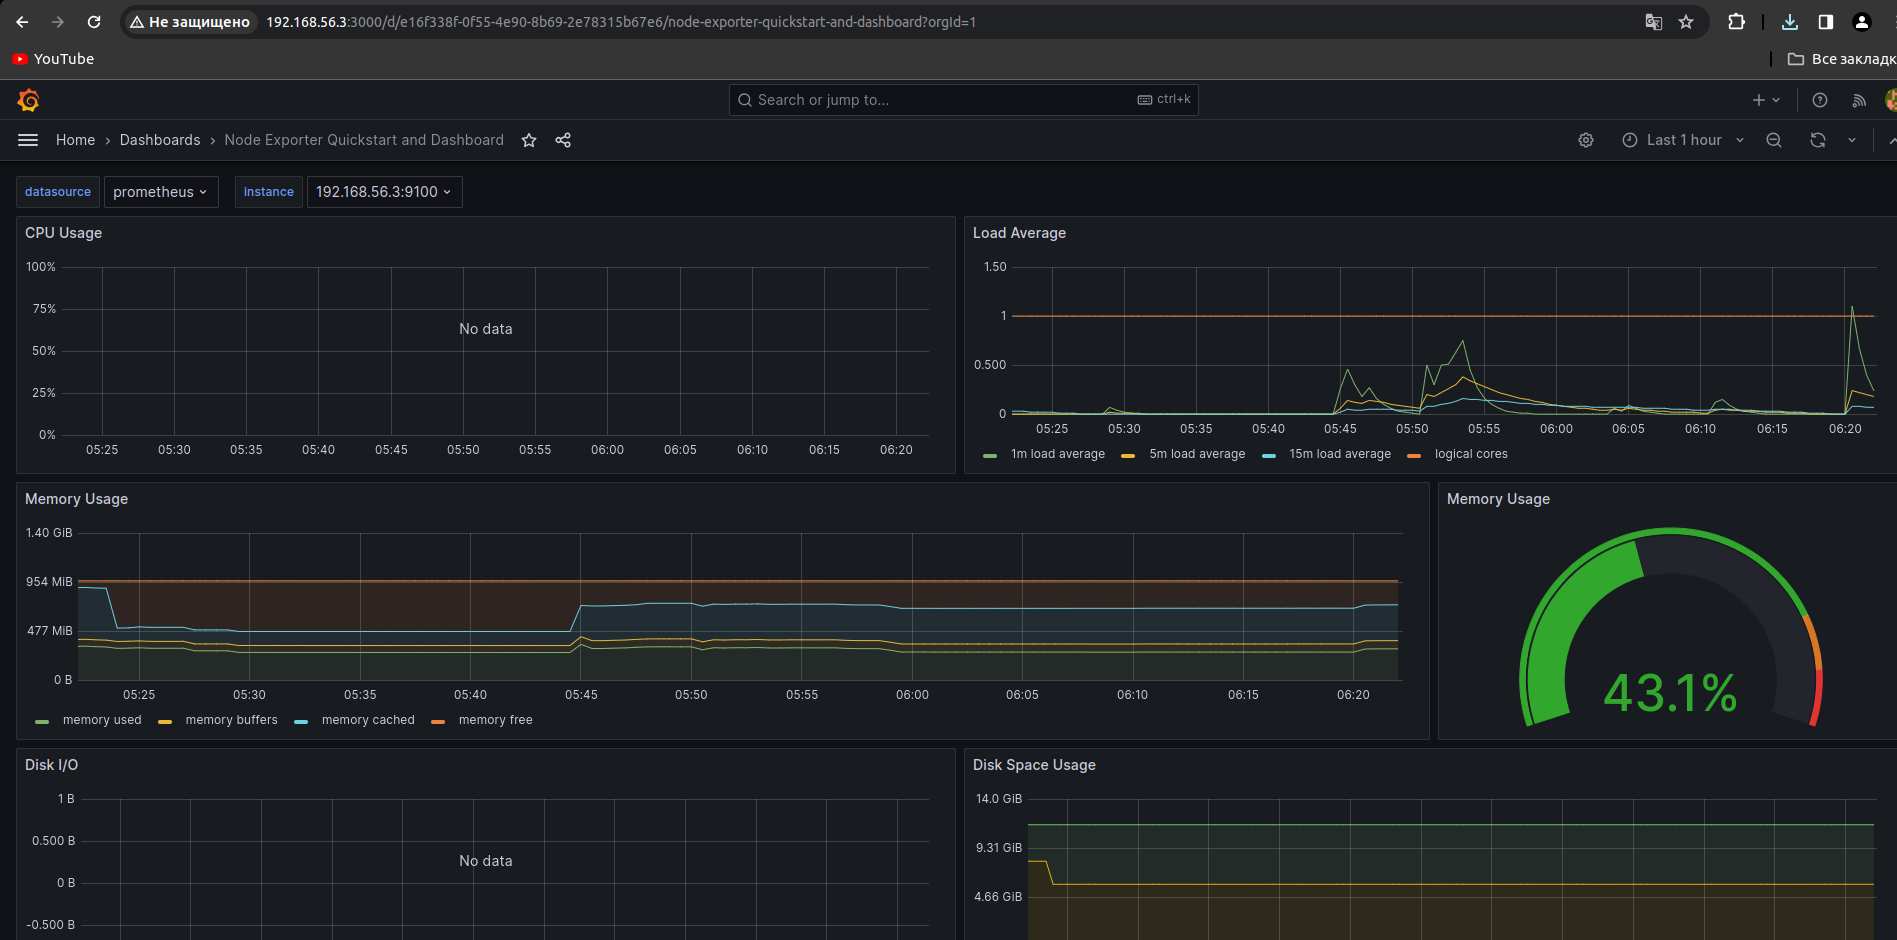 Не защищено 192.168.56.3:3000/d/e16f338f-0f55-4e90-8b69-2e78315b67e6/node-exporter-quickstart-and-dashboard?orgId=1
YouTube
Все закладк
Search or jump to... ctrl+k
Home › Dashboards › Node Exporter Quickstart and Dashboard
Last 1 hour
datasource prometheus instance 192.168.56.3:9100
CPU Usage
100%
75%
50%
25%
0%
No data
05:25 05:30 05:35 05:40 05:45 05:50 05:55 06:00 06:05 06:10 06:15 06:20
Load Average
1.50
1
0.500
0
05:25 05:30 05:35 05:40 05:45 05:50 05:55 06:00 06:05 06:10 06:15 06:20
1m load average 5m load average 15m load average logical cores
Memory Usage
1.40 GiB
954 MiB
477 MiB
0 B
05:25 05:30 05:35 05:40 05:45 05:50 05:55 06:00 06:05 06:10 06:15 06:20
memory used memory buffers memory cached memory free
Memory Usage
43.1%
Disk I/O
1 B
0.500 B
0 B
-0.500 B
No data
Disk Space Usage
14.0 GiB
9.31 GiB
4.66 GiB